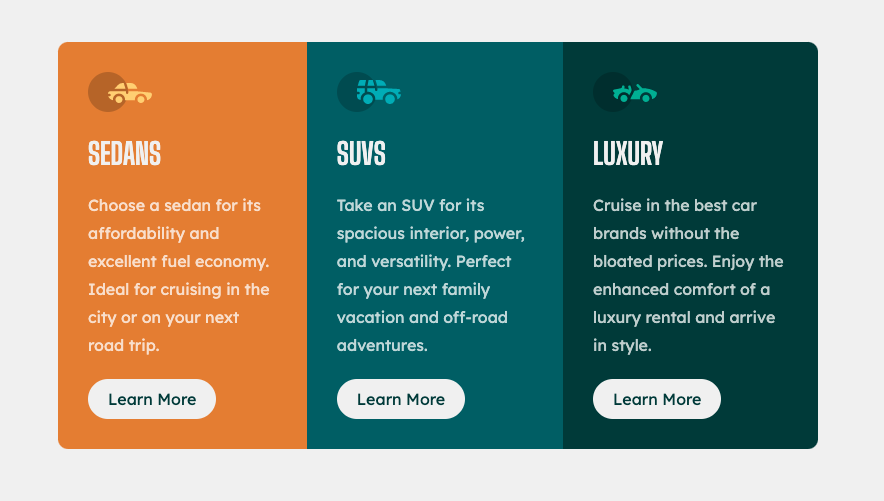 SEDANS
Choose a sedan for its
affordability and
excellent fuel economy.
Ideal for cruising in the
city or on your next
road trip.
Learn More
SUVS
Take an SUV for its
spacious interior, power,
and versatility. Perfect
for your next family
vacation and off-road
adventures.
Learn More
LUXURY
Cruise in the best car
brands without the
bloated prices. Enjoy the
enhanced comfort of a
luxury rental and arrive
in style.
Learn More